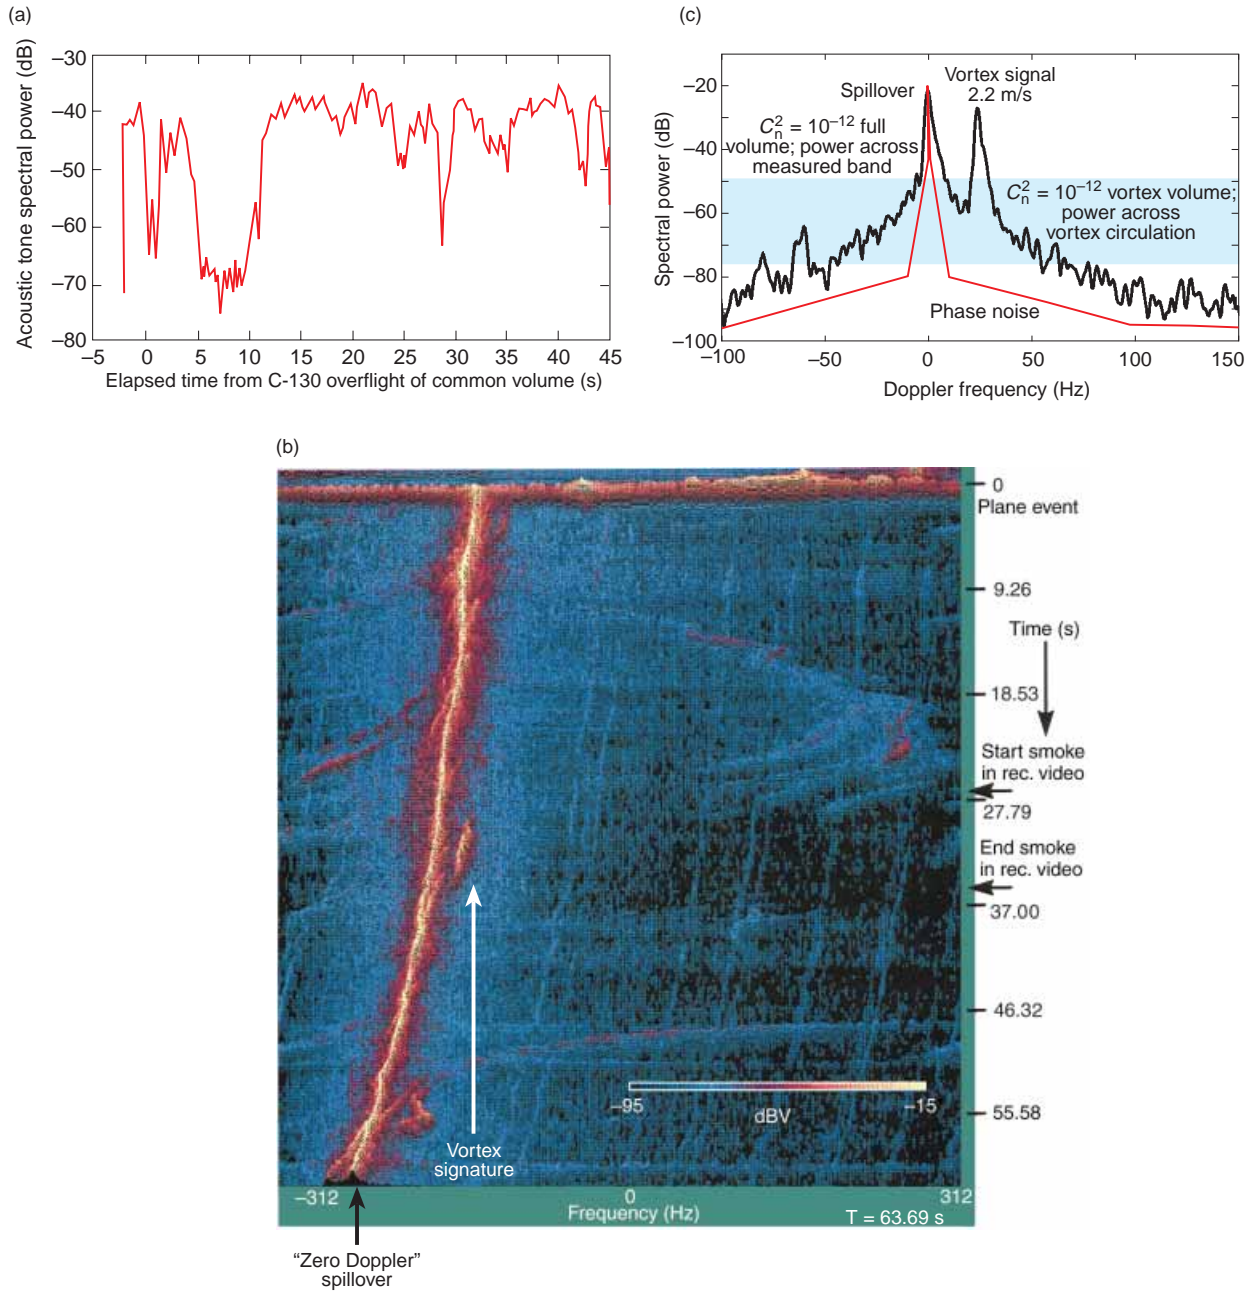 (a)
Acoustic tone spectral power (dB)
–30
–40
–50
–60
–70
–80
–5 0 5 10 15 20 25 30 35 40 45
Elapsed time from C-130 overflight of common volume (s)
(c)
Spectral power (dB)
–20
–40
–60
–80
–100
Spillover
Vortex signal
2.2 m/s
C²ₙ = 10⁻¹² full
volume; power across
measured band
C²ₙ = 10⁻¹² vortex volume;
power across
vortex circulation
Phase noise
–100 –50 0 50 100 150
Doppler frequency (Hz)
(b)
0
Plane event
9.26
Time (s)
18.53
Start smoke
in rec. video
27.79
End smoke
in rec. video
37.00
46.32
55.58
–95 –15
dBV
Vortex
signature
–312 0 312
Frequency (Hz)
T = 63.69 s
“Zero Doppler”
spillover